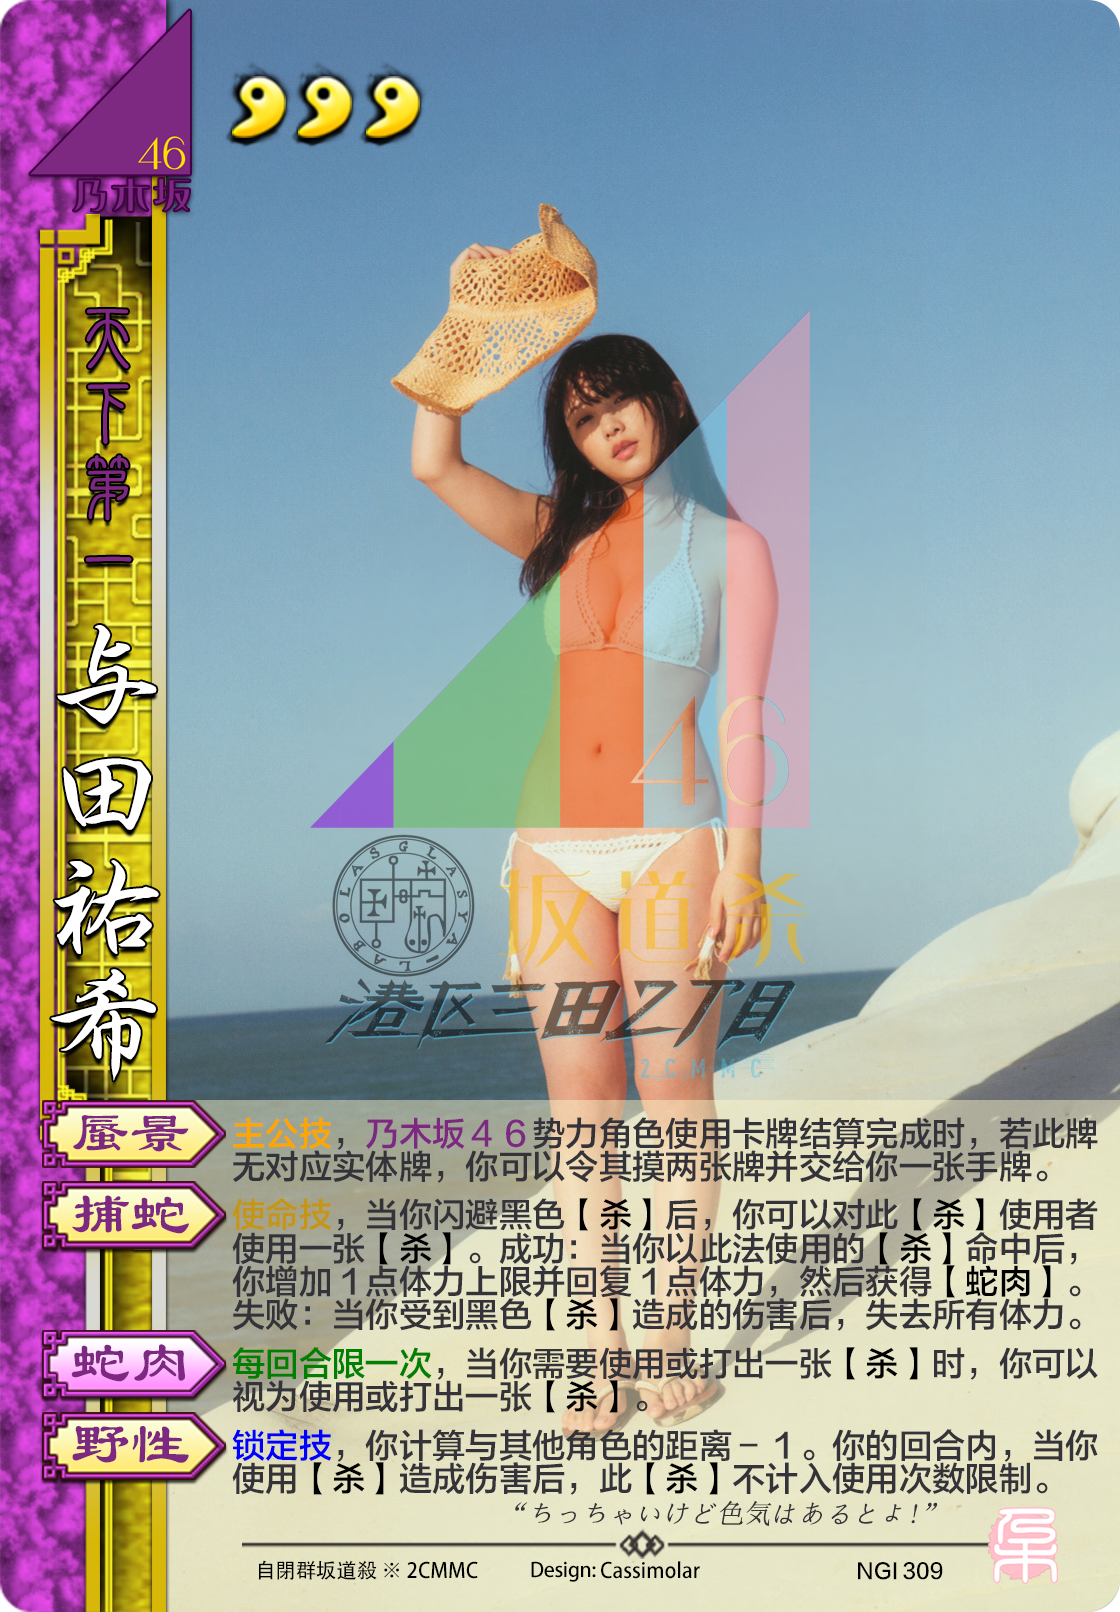 46
乃木坂
天下第一
与田祐希
46
GLASYA-LABOLAS
坂道杀
港区三田2丁目
2CMMC
蜃景
主公技，乃木坂４６势力角色使用卡牌结算完成时，若此牌
无对应实体牌，你可以令其摸两张牌并交给你一张手牌。
捕蛇
使命技，当你闪避黑色【杀】后，你可以对此【杀】使用者
使用一张【杀】。成功：当你以此法使用的【杀】命中后，
你增加１点体力上限并回复１点体力，然后获得【蛇肉】。
失败：当你受到黑色【杀】造成的伤害后，失去所有体力。
蛇肉
每回合限一次，当你需要使用或打出一张【杀】时，你可以
视为使用或打出一张【杀】。
野性
锁定技，你计算与其他角色的距离－１。你的回合内，当你
使用【杀】造成伤害后，此【杀】不计入使用次数限制。
“ちっちゃいけど色気はあるとよ！”
自閉群坂道殺 ※ 2CMMC Design: Cassimolar NGI 309